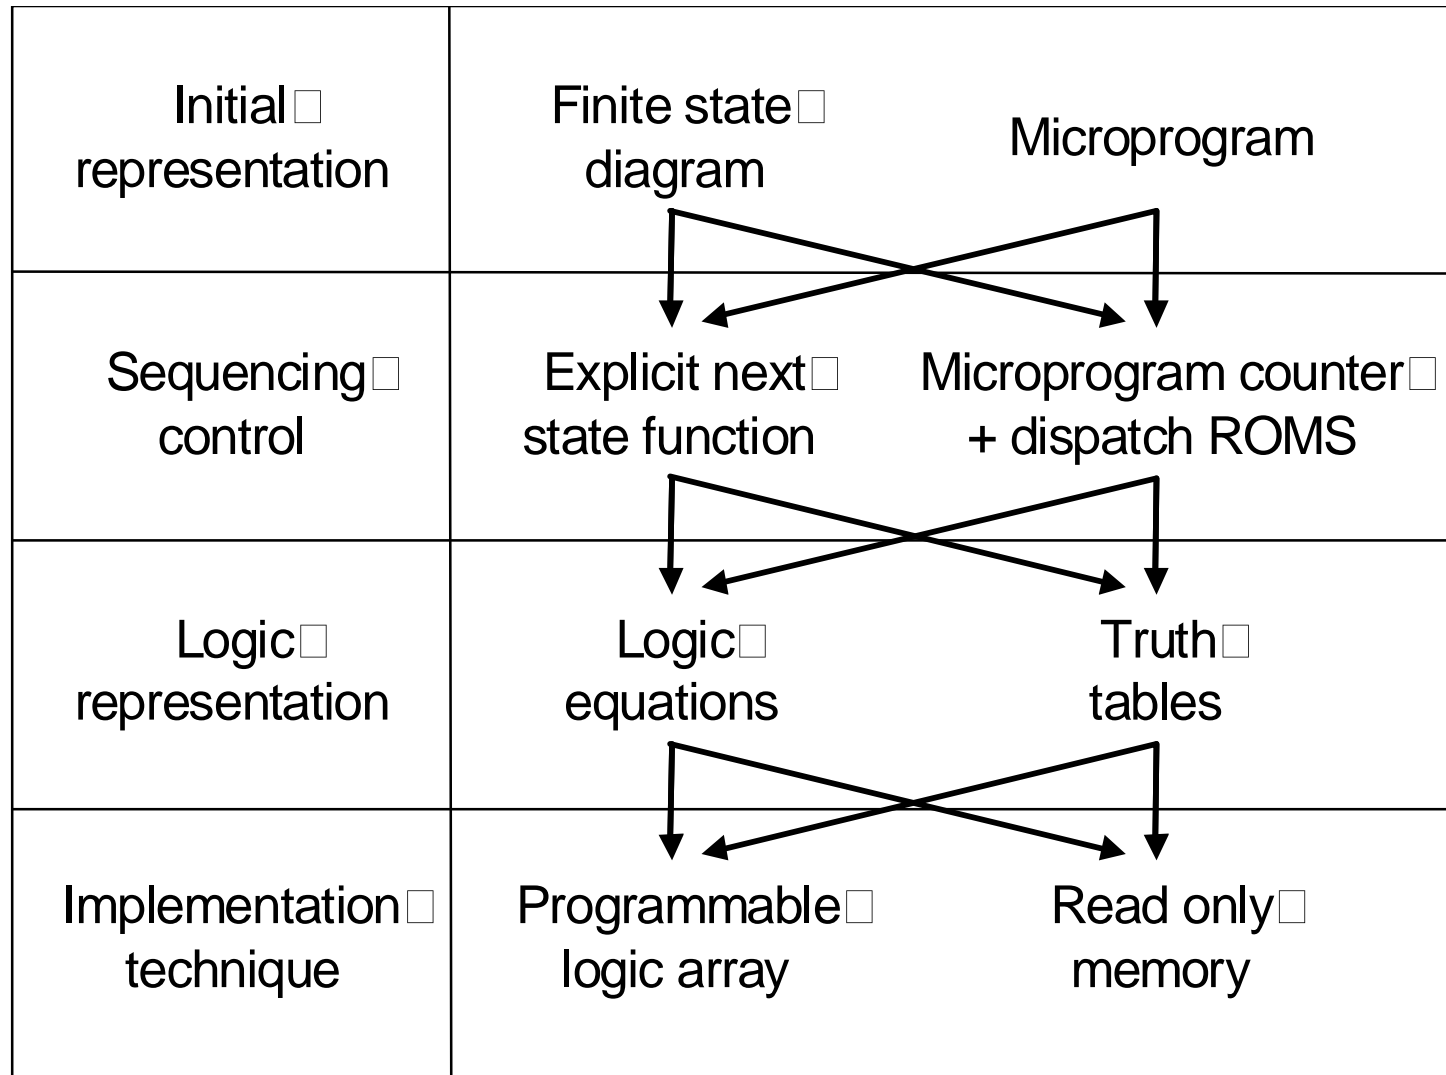 Initial
representation
Finite state
diagram
Microprogram
Sequencing
control
Explicit next
state function
Microprogram counter
+ dispatch ROMS
Logic
representation
Logic
equations
Truth
tables
Implementation
technique
Programmable
logic array
Read only
memory